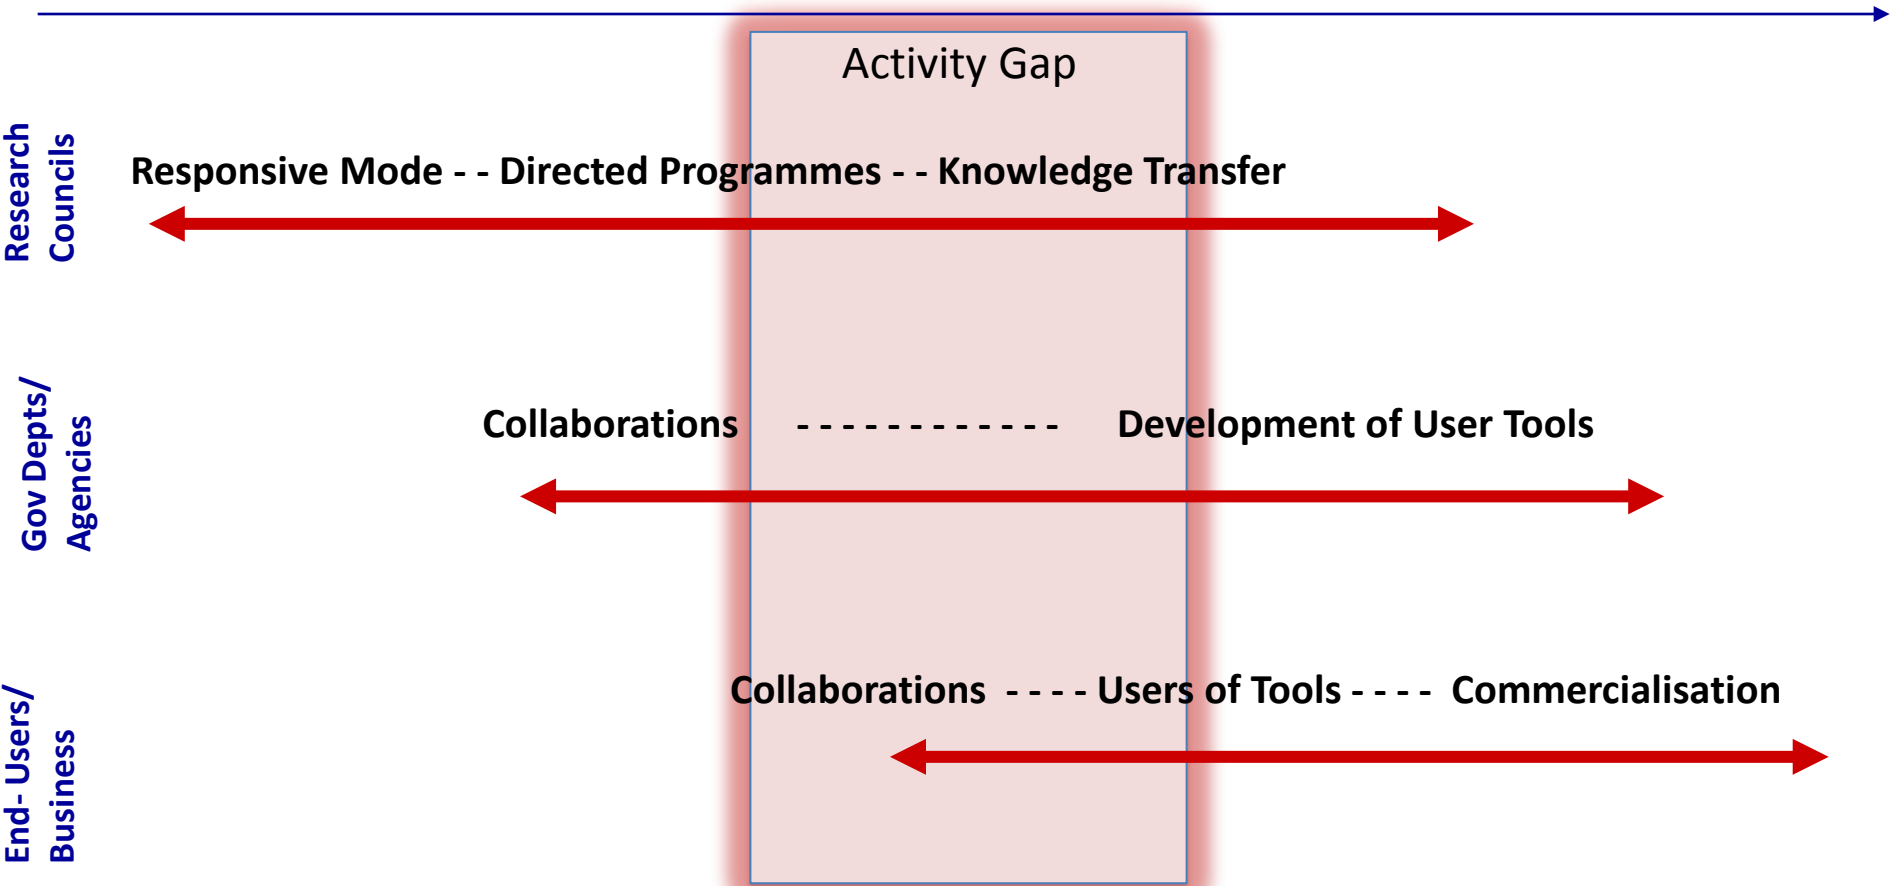 Activity Gap
Research
Councils
Responsive Mode - - Directed Programmes - - Knowledge Transfer
Gov Depts/
Agencies
Collaborations - - - - - - - - - - - - Development of User Tools
End- Users/
Business
Collaborations - - - - Users of Tools - - - - Commercialisation